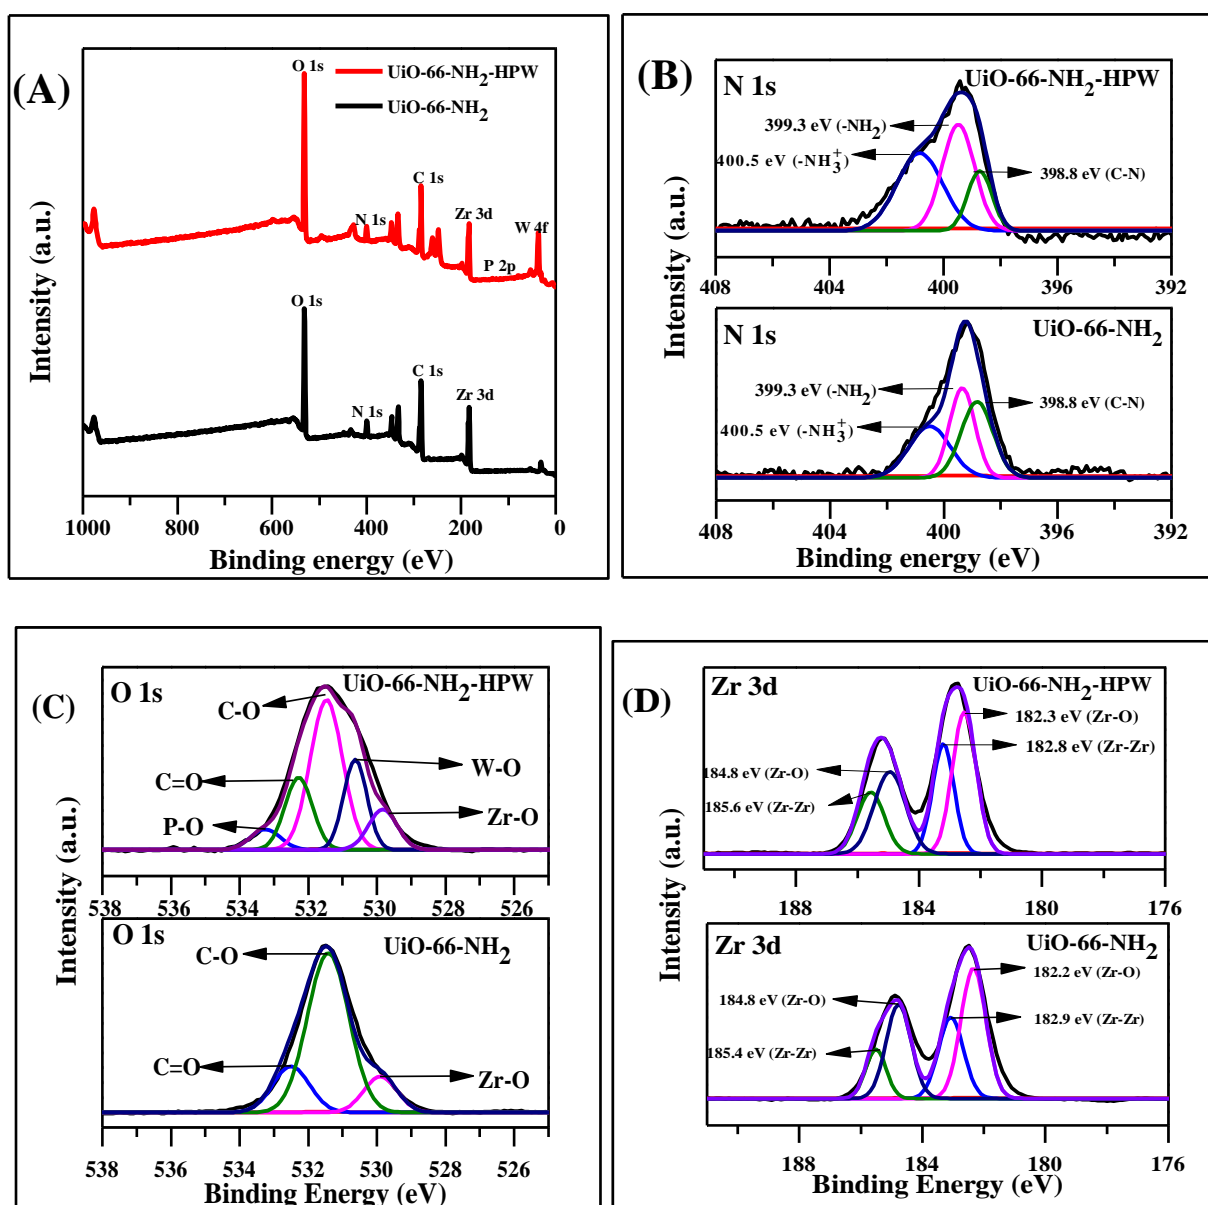 (A)
O 1s
UiO-66-NH2-HPW
UiO-66-NH2
C 1s
N 1s
Zr 3d
W 4f
P 2p
O 1s
C 1s
N 1s
Zr 3d
Intensity (a.u.)
1000 800 600 400 200 0
Binding energy (eV)
(B)
N 1s
UiO-66-NH2-HPW
399.3 eV (-NH2)
400.5 eV (-NH3+)
398.8 eV (C-N)
408 404 400 396 392
N 1s
UiO-66-NH2
399.3 eV (-NH2)
398.8 eV (C-N)
400.5 eV (-NH3+)
Intensity (a.u.)
408 404 400 396 392
Binding energy (eV)
(C)
O 1s
UiO-66-NH2-HPW
C-O
W-O
C=O
P-O
Zr-O
538 536 534 532 530 528 526
O 1s
UiO-66-NH2
C-O
C=O
Zr-O
Intensity (a.u.)
538 536 534 532 530 528 526
Binding Energy (eV)
(D)
Zr 3d
UiO-66-NH2-HPW
182.3 eV (Zr-O)
182.8 eV (Zr-Zr)
184.8 eV (Zr-O)
185.6 eV (Zr-Zr)
188 184 180 176
Zr 3d
UiO-66-NH2
182.2 eV (Zr-O)
184.8 eV (Zr-O)
182.9 eV (Zr-Zr)
185.4 eV (Zr-Zr)
Intensity (a.u.)
188 184 180 176
Binding Energy (eV)